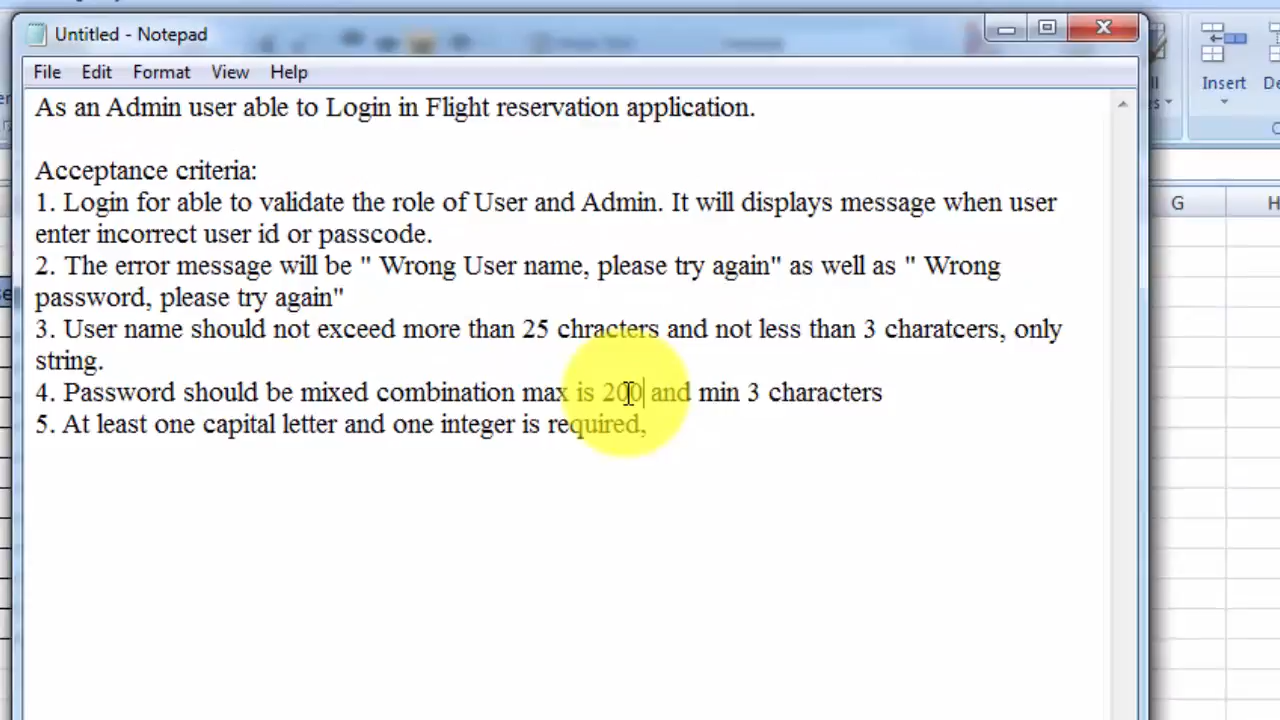 Untitled - Notepad
File Edit Format View Help
Insert
As an Admin user able to Login in Flight reservation application.
Acceptance criteria:
1. Login for able to validate the role of User and Admin. It will displays message when user
enter incorrect user id or passcode.
2. The error message will be " Wrong User name, please try again" as well as " Wrong
password, please try again"
3. User name should not exceed more than 25 chracters and not less than 3 charatcers, only
string.
4. Password should be mixed combination max is 200 and min 3 characters
5. At least one capital letter and one integer is required,
G
H